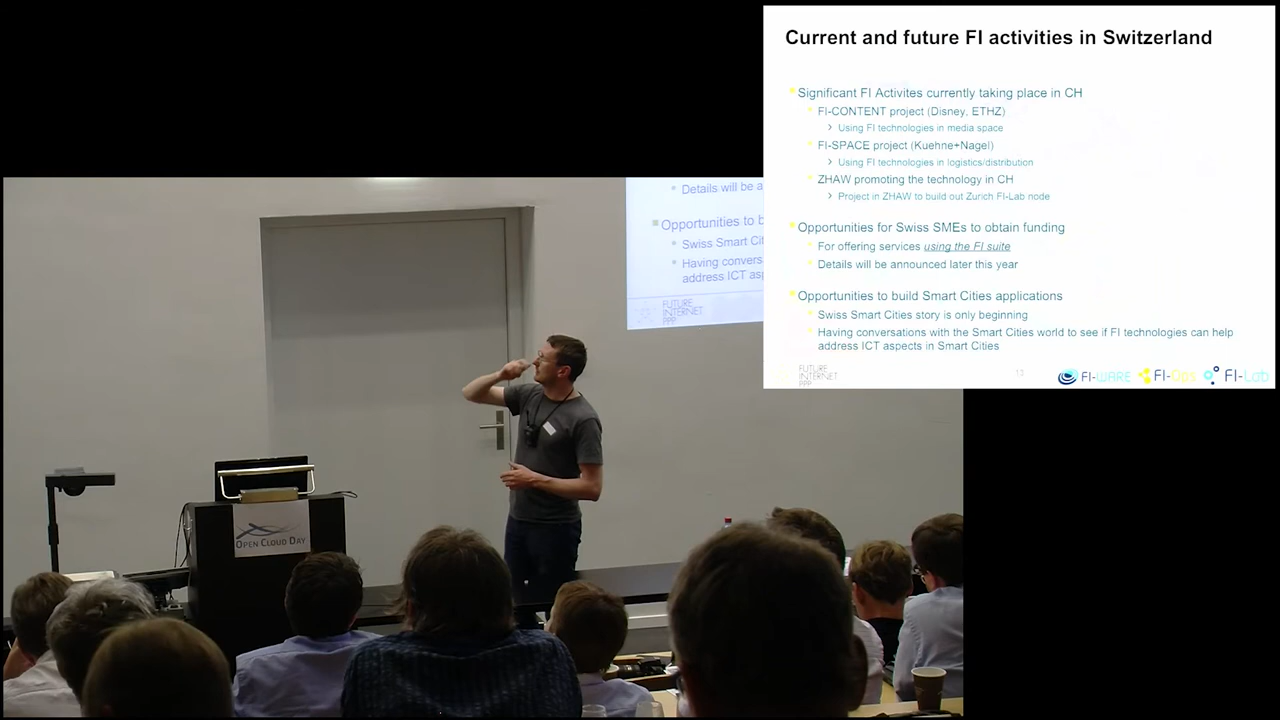 Current and future FI activities in Switzerland
Significant FI Activites currently taking place in CH
FI-CONTENT project (Disney, ETHZ)
Using FI technologies in media space
FI-SPACE project (Kuehne+Nagel)
Using FI technologies in logistics/distribution
ZHAW promoting the technology in CH
Project in ZHAW to build out Zurich FI-Lab node
Opportunities for Swiss SMEs to obtain funding
For offering services using the FI suite
Details will be announced later this year
Opportunities to build Smart Cities applications
Swiss Smart Cities story is only beginning
Having conversations with the Smart Cities world to see if FI technologies can help
address ICT aspects in Smart Cities
FUTURE
INTERNET
PPP
13
FI-WARE FI-Ops FI-Lab
Details will be a
Opportunities to b
Swiss Smart Cit
Having convers
address ICT asp
FUTURE
INTERNET
PPP
OPEN CLOUD DAY